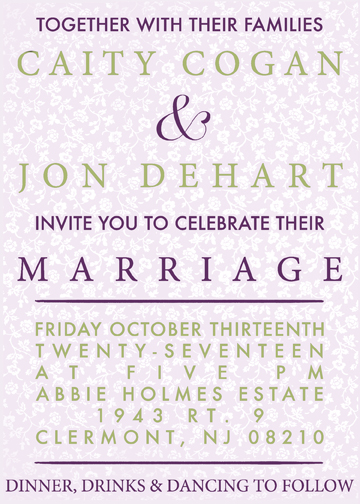 TOGETHER WITH THEIR FAMILIES
CAITY COGAN
&
JON DEHART
INVITE YOU TO CELEBRATE THEIR
MARRIAGE
FRIDAY OCTOBER THIRTEENTH
TWENTY-SEVENTEEN
AT FIVE PM
ABBIE HOLMES ESTATE
1943 RT. 9
CLERMONT, NJ 08210
DINNER, DRINKS & DANCING TO FOLLOW